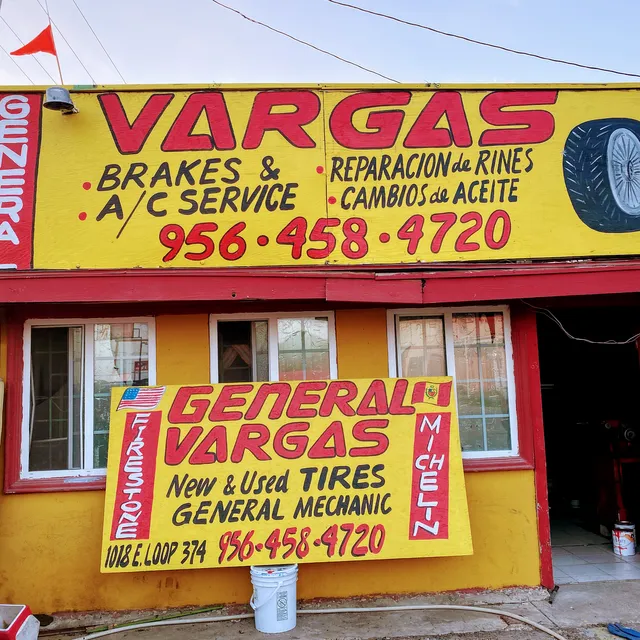 GENERAL
VARGAS
• BRAKES &
• A/C SERVICE
• REPARACION de RINES
• CAMBIOS de ACEITE
956•458•4720
GENERAL
VARGAS
FIRESTONE
MICHELIN
New & Used TIRES
GENERAL MECHANIC
1018 E. LOOP 374 956-458-4720